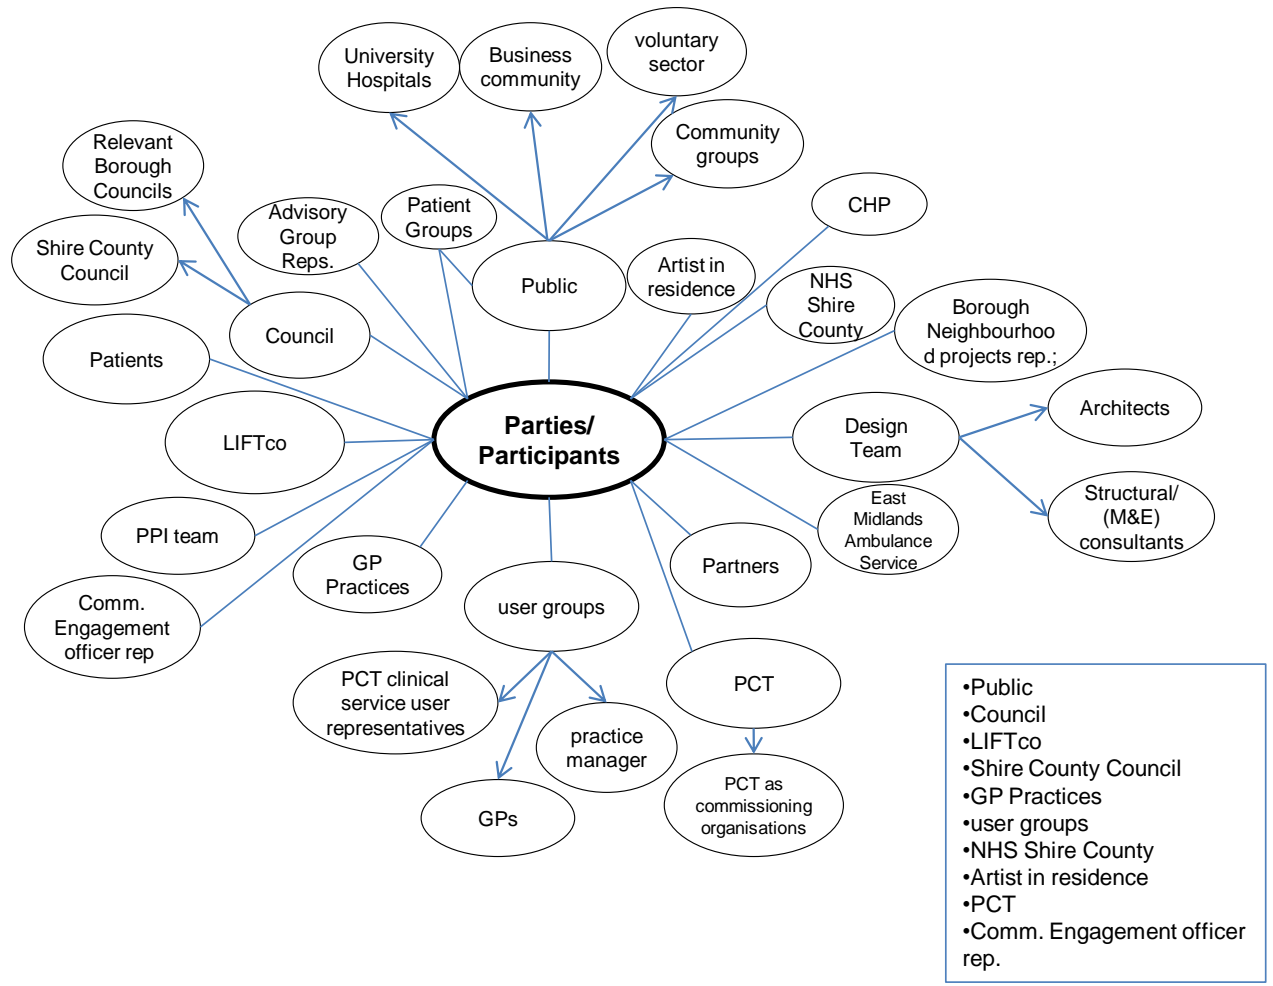 University
Hospitals
Business
community
voluntary
sector
Community
groups
Relevant
Borough
Councils
Shire County
Council
Advisory
Group
Reps.
Patient
Groups
Public
Artist in
residence
CHP
NHS
Shire
County
Borough
Neighbourhoo
d projects rep.;
Council
Patients
LIFTco
Parties/
Participants
Design
Team
Architects
Structural/
(M&E)
consultants
East
Midlands
Ambulance
Service
PPI team
GP
Practices
Partners
Comm.
Engagement
officer rep
user groups
PCT clinical
service user
representatives
practice
manager
GPs
PCT
PCT as
commissioning
organisations
•Public
•Council
•LIFTco
•Shire County Council
•GP Practices
•user groups
•NHS Shire County
•Artist in residence
•PCT
•Comm. Engagement officer
rep.